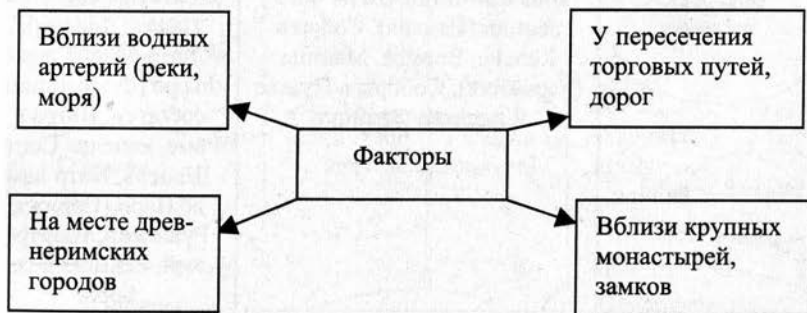 Вблизи водных
артерий (реки,
моря)
У пересечения
торговых путей,
дорог
Факторы
На месте древ-
неримских
городов
Вблизи крупных
монастырей,
замков